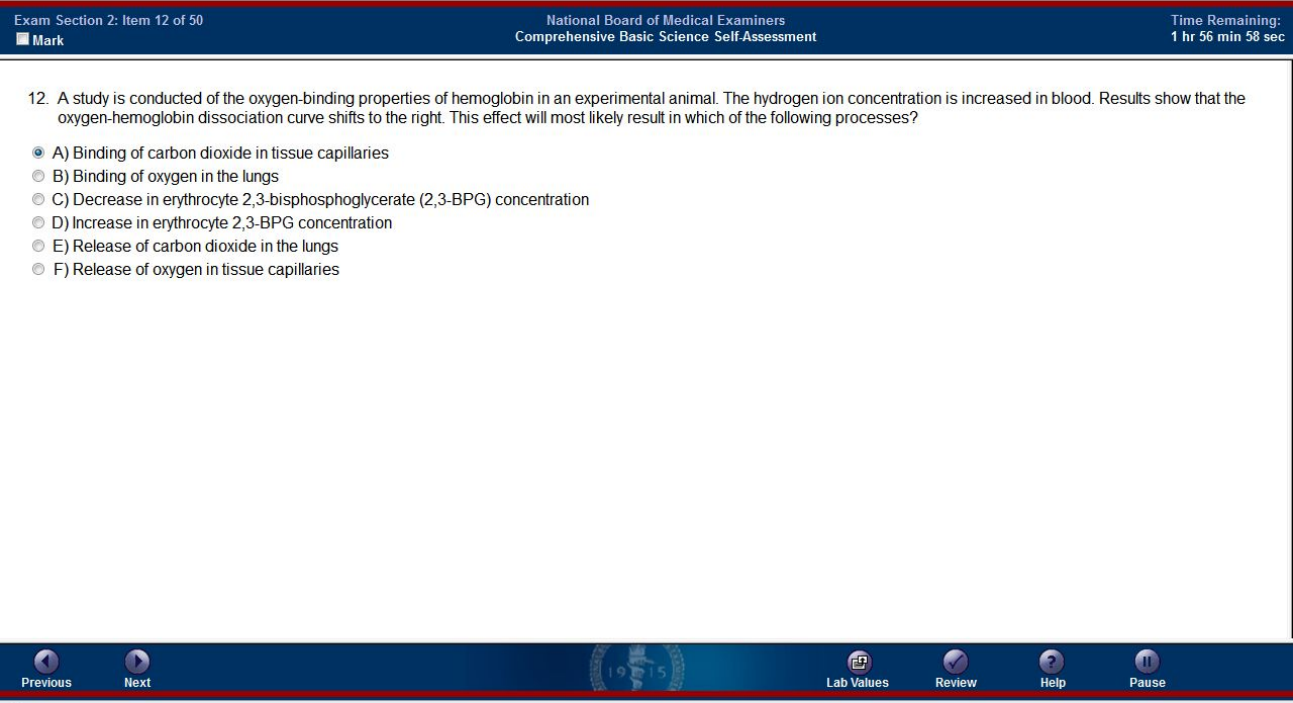 Exam Section 2: Item 12 of 50
National Board of Medical Examiners
Time Remaining:
Mark
Comprehensive Basic Science Self-Assessment
1 hr 56 min 58 sec
12. A study is conducted of the oxygen-binding properties of hemoglobin in an experimental animal. The hydrogen ion concentration is increased in blood. Results show that the
oxygen-hemoglobin dissociation curve shifts to the right. This effect will most likely result in which of the following processes?
A) Binding of carbon dioxide in tissue capillaries
B) Binding of oxygen in the lungs
C) Decrease in erythrocyte 2,3-bisphosphoglycerate (2,3-BPG) concentration
D) Increase in erythrocyte 2,3-BPG concentration
E) Release of carbon dioxide in the lungs
F) Release of oxygen in tissue capillaries
1915
Previous
Next
Lab Values
Review
Help
Pause